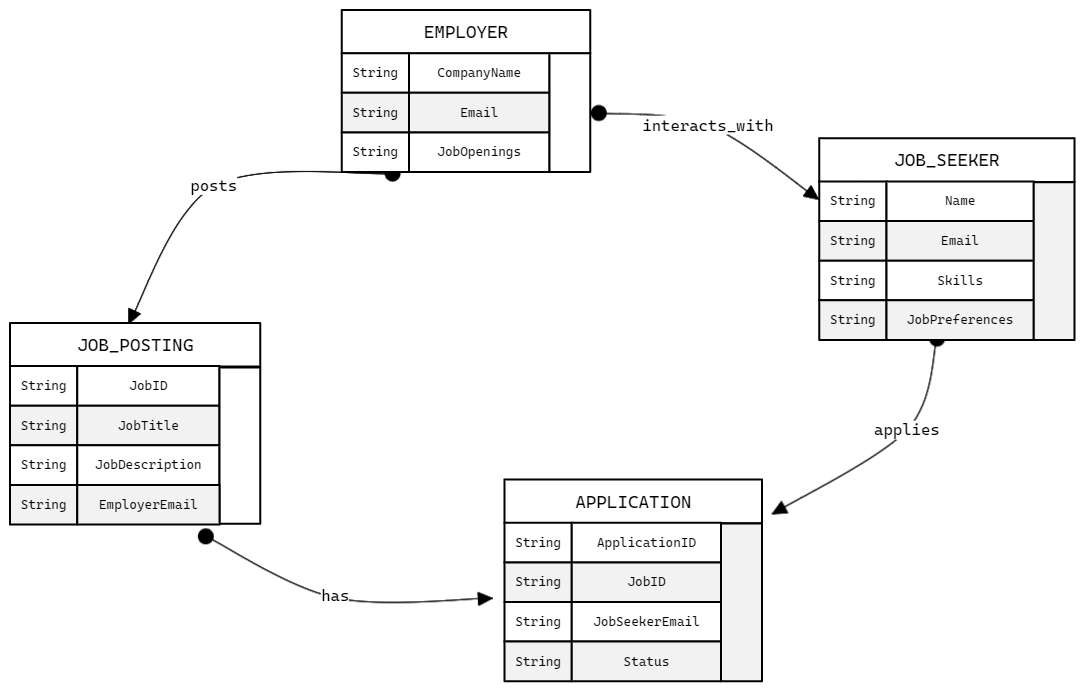 EMPLOYER
String CompanyName
String Email
String JobOpenings
interacts_with
posts
JOB_SEEKER
String Name
String Email
String Skills
String JobPreferences
JOB_POSTING
String JobID
String JobTitle
String JobDescription
String EmployerEmail
applies
APPLICATION
String ApplicationID
String JobID
String JobSeekerEmail
String Status
has